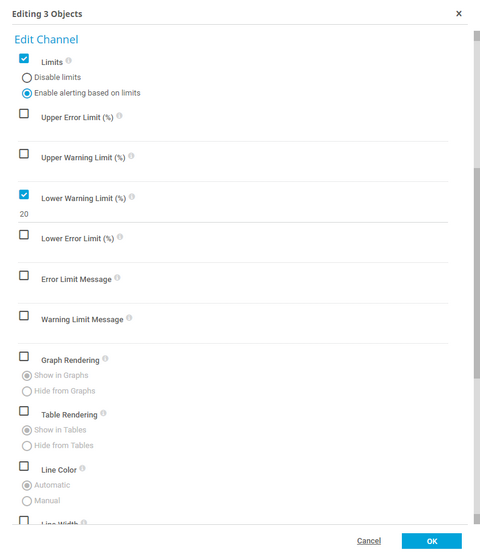 Editing 3 Objects
Edit Channel
Limits
Disable limits
Enable alerting based on limits
Upper Error Limit (%)
Upper Warning Limit (%)
Lower Warning Limit (%)
20
Lower Error Limit (%)
Error Limit Message
Warning Limit Message
Graph Rendering
Show in Graphs
Hide from Graphs
Table Rendering
Show in Tables
Hide from Tables
Line Color
Automatic
Manual
Line Width
Cancel
OK